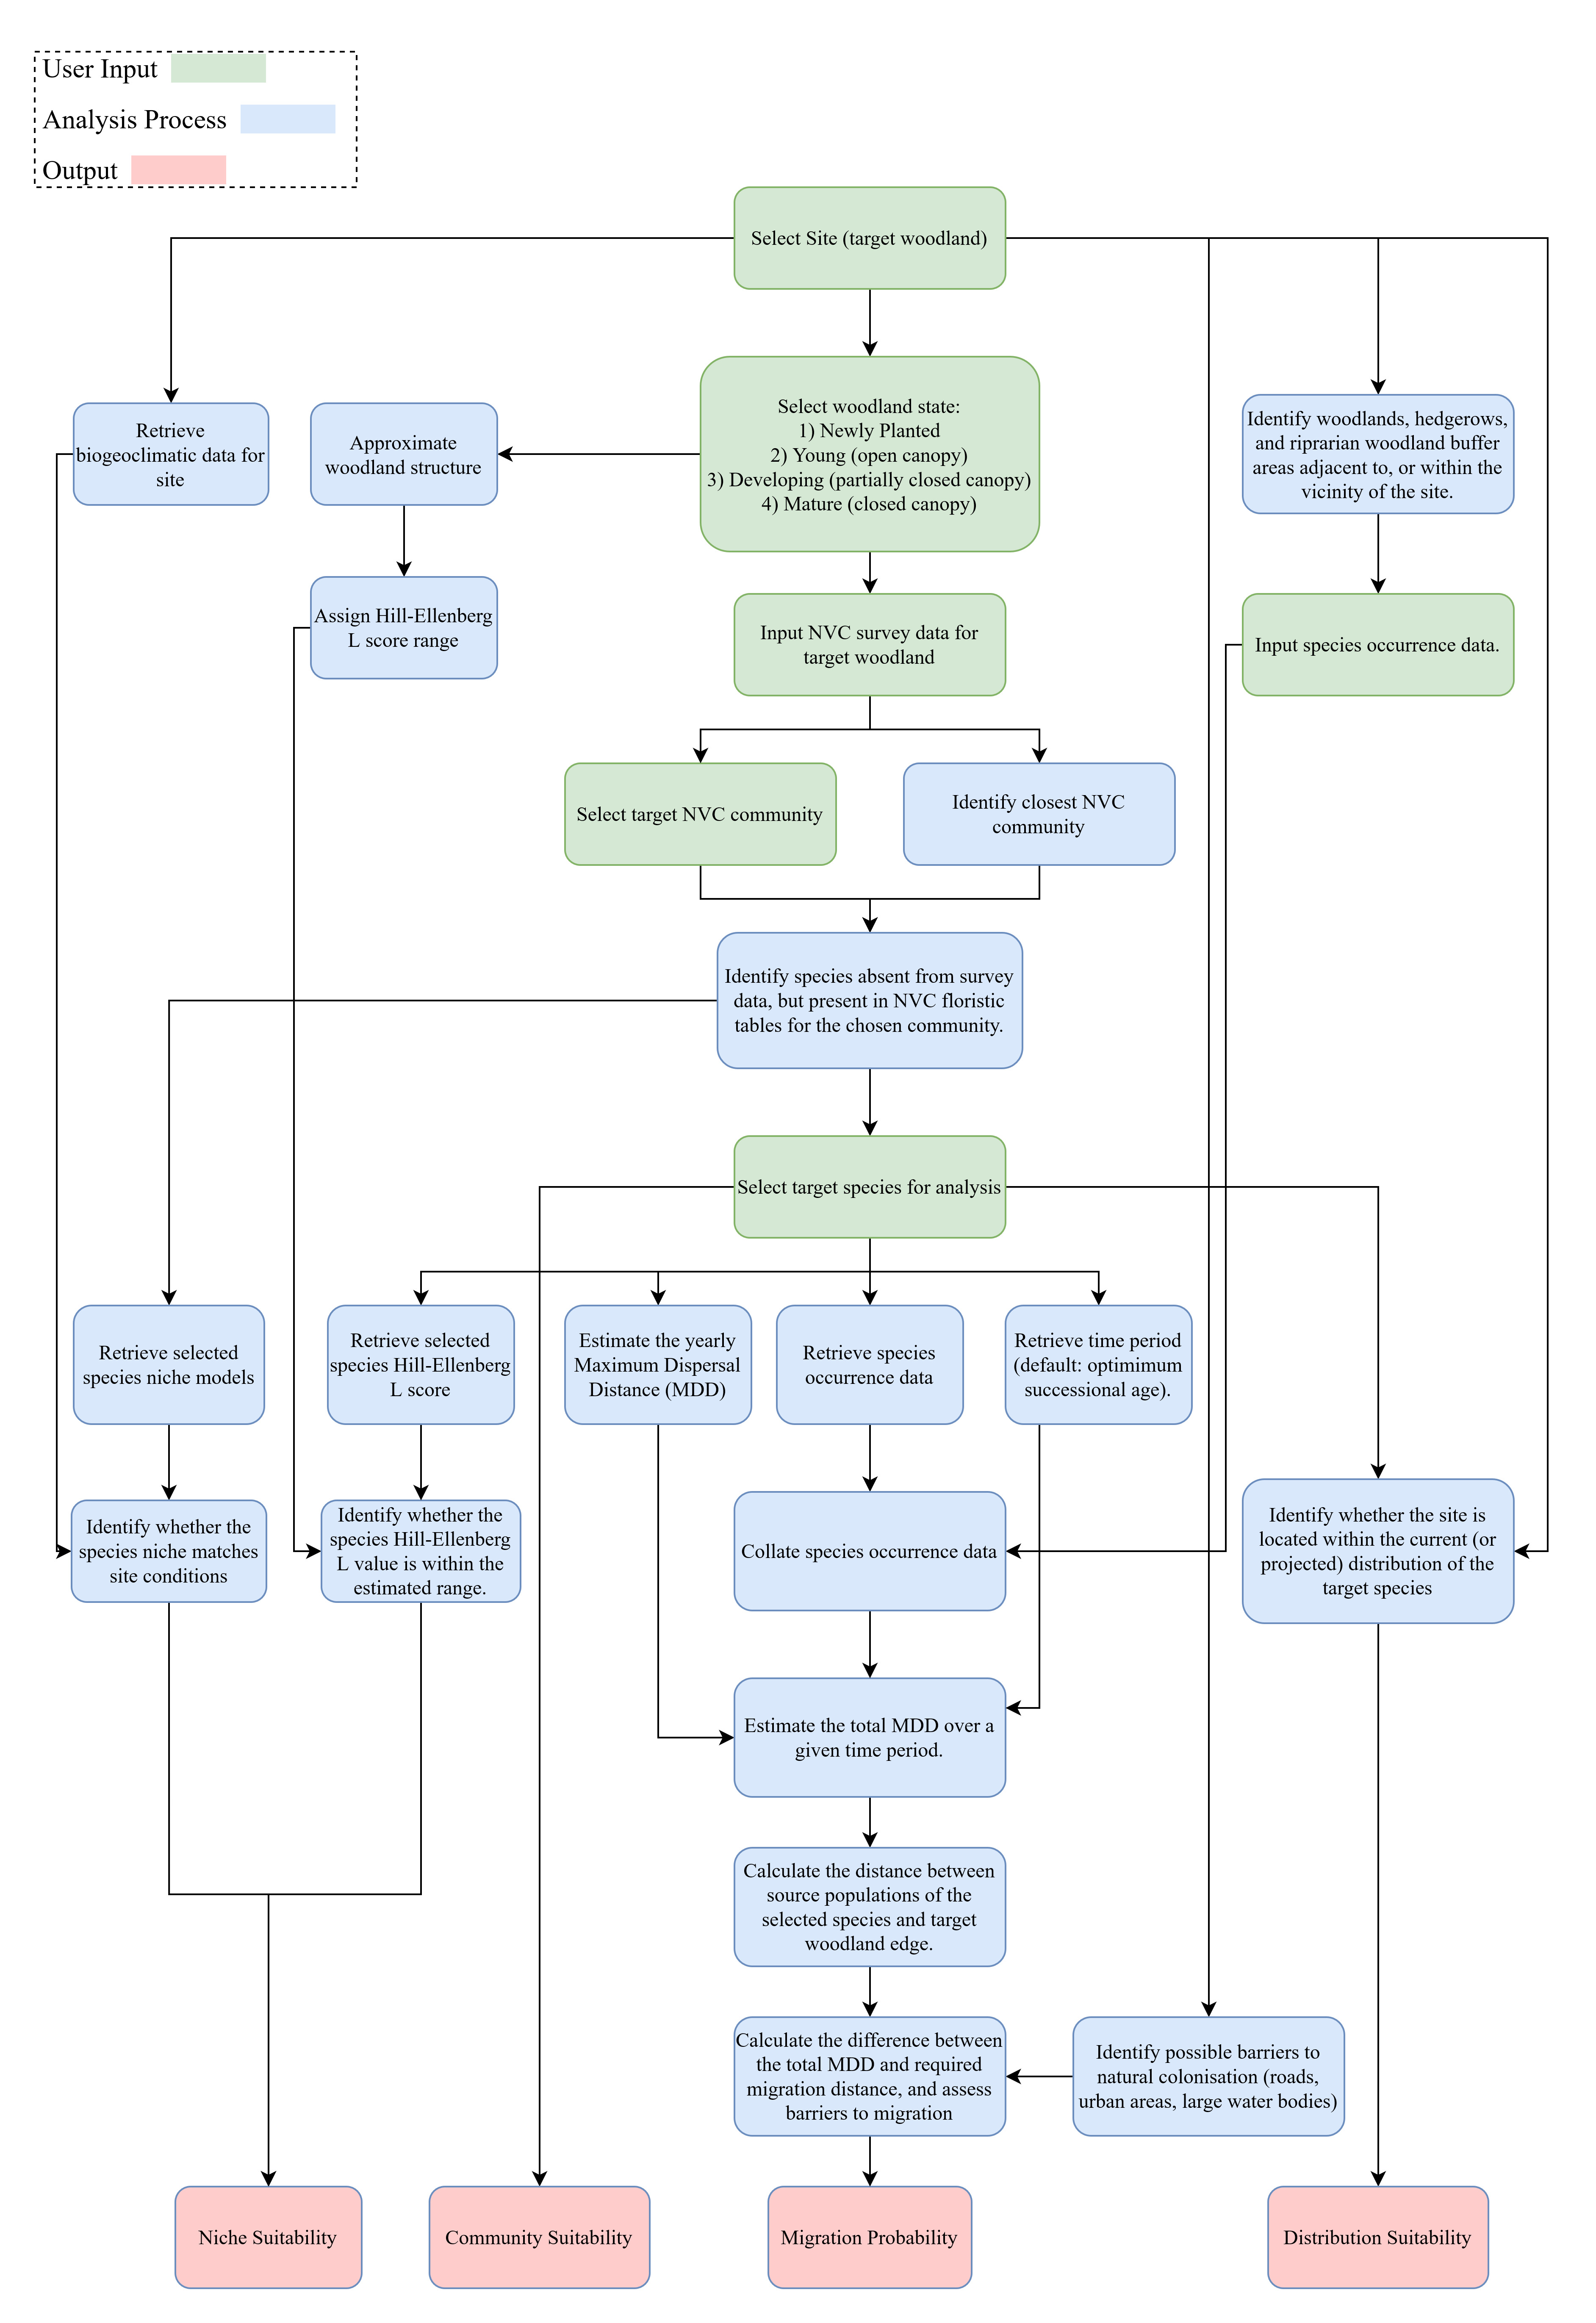 User Input
Analysis Process
Output
Select Site (target woodland)
Retrieve
biogeoclimatic data for
site
Approximate
woodland structure
Select woodland state:
1) Newly Planted
2) Young (open canopy)
3) Developing (partially closed canopy)
4) Mature (closed canopy)
Identify woodlands, hedgerows,
and riprarian woodland buffer
areas adjacent to, or within the
vicinity of the site.
Assign Hill-Ellenberg
L score range
Input NVC survey data for
target woodland
Input species occurrence data.
Select target NVC community
Identify closest NVC
community
Identify species absent from survey
data, but present in NVC floristic
tables for the chosen community.
Select target species for analysis
Retrieve selected
species niche models
Retrieve selected
species Hill-Ellenberg
L score
Estimate the yearly
Maximum Dispersal
Distance (MDD)
Retrieve species
occurrence data
Retrieve time period
(default: optimimum
successional age).
Identify whether the
species niche matches
site conditions
Identify whether the
species Hill-Ellenberg
L value is within the
estimated range.
Collate species occurrence data
Identify whether the site is
located within the current (or
projected) distribution of the
target species
Estimate the total MDD over a
given time period.
Calculate the distance between
source populations of the
selected species and target
woodland edge.
Calculate the difference between
the total MDD and required
migration distance, and assess
barriers to migration
Identify possible barriers to
natural colonisation (roads,
urban areas, large water bodies)
Niche Suitability
Community Suitability
Migration Probability
Distribution Suitability